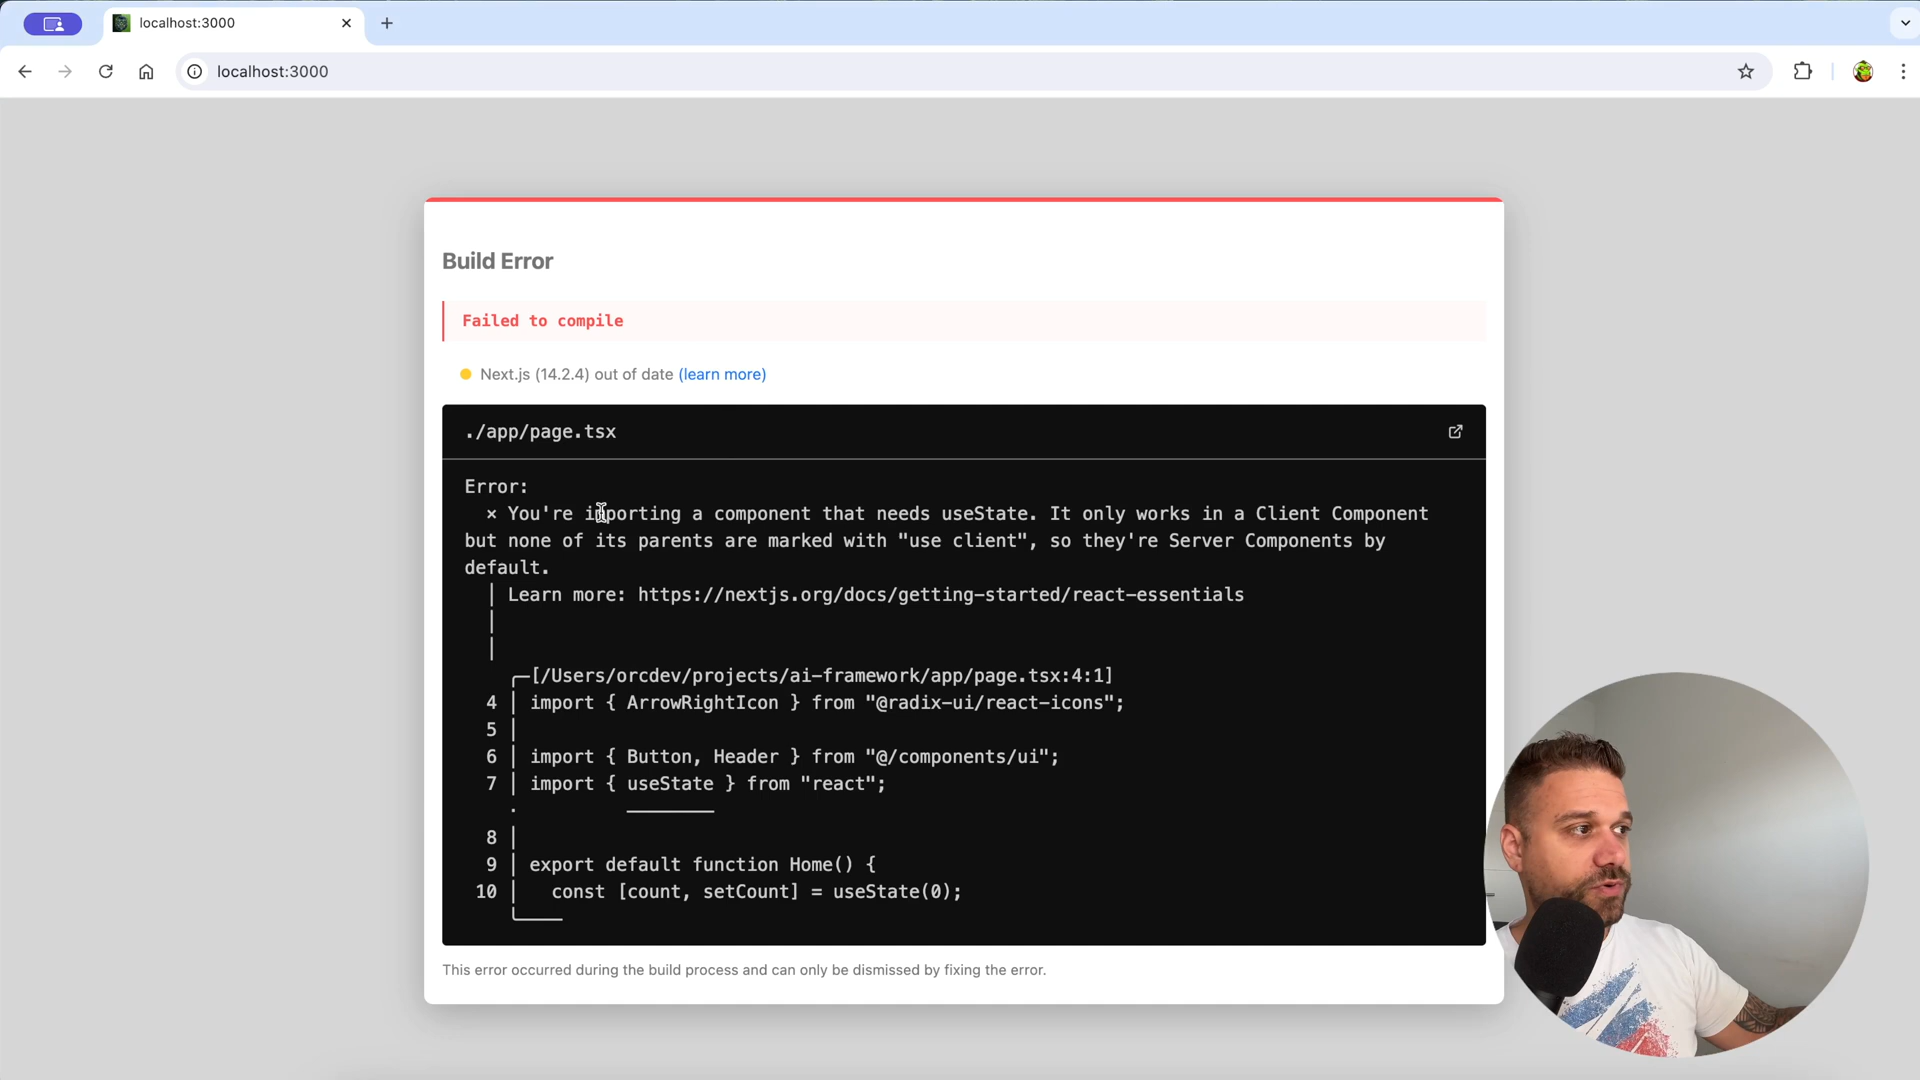 localhost:3000
localhost:3000
Build Error
Failed to compile
Next.js (14.2.4) out of date (learn more)
./app/page.tsx
Error:
× You're importing a component that needs useState. It only works in a Client Component
but none of its parents are marked with "use client", so they're Server Components by
default.
│ Learn more: https://nextjs.org/docs/getting-started/react-essentials
│
│
╭─[/Users/orcdev/projects/ai-framework/app/page.tsx:4:1]
4 │ import { ArrowRightIcon } from "@radix-ui/react-icons";
5 │
6 │ import { Button, Header } from "@/components/ui";
7 │ import { useState } from "react";
· ────────
8 │
9 │ export default function Home() {
10 │ const [count, setCount] = useState(0);
╰────
This error occurred during the build process and can only be dismissed by fixing the error.